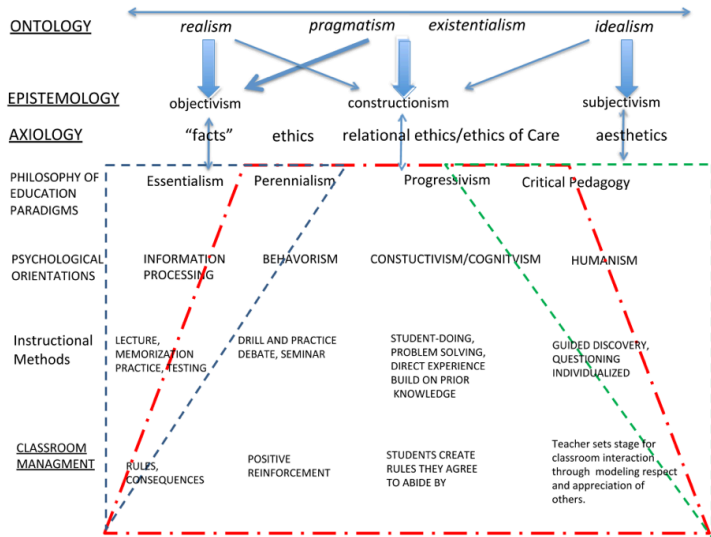 ONTOLOGY realism pragmatism existentialism idealism
EPISTEMOLOGY objectivism constructionism subjectivism
AXIOLOGY “facts” ethics relational ethics/ethics of Care aesthetics
PHILOSOPHY OF
EDUCATION
PARADIGMS
Essentialism Perennialism Progressivism Critical Pedagogy
PSYCHOLOGICAL
ORIENTATIONS
INFORMATION
PROCESSING
BEHAVORISM
CONSTUCTIVISM/COGNITVISM
HUMANISM
Instructional
Methods
LECTURE,
MEMORIZATION
PRACTICE, TESTING
DRILL AND PRACTICE
DEBATE, SEMINAR
STUDENT-DOING,
PROBLEM SOLVING,
DIRECT EXPERIENCE
BUILD ON PRIOR
KNOWLEDGE
GUIDED DISCOVERY,
QUESTIONING
INDIVIDUALIZED
CLASSROOM
MANAGMENT
RULES,
CONSEQUENCES
POSITIVE
REINFORCEMENT
STUDENTS CREATE
RULES THEY AGREE
TO ABIDE BY
Teacher sets stage for
classroom interaction
through modeling respect
and appreciation of
others.